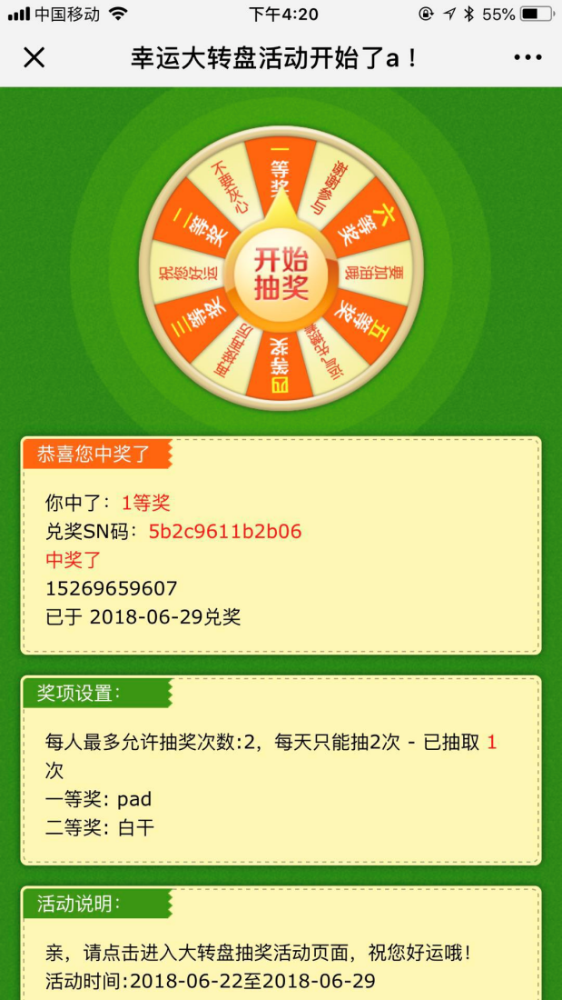 中国移动
下午4:20
55%
幸运大转盘活动开始了a！
一等奖
谢谢参与
六等奖
要加油哦
五等奖
运气先攒着
四等奖
再接再厉
三等奖
祝您好运
二等奖
不要灰心
开始
抽奖
恭喜您中奖了
你中了：1等奖
兑奖SN码：5b2c9611b2b06
中奖了
15269659607
已于 2018-06-29兑奖
奖项设置：
每人最多允许抽奖次数:2，每天只能抽2次 - 已抽取 1
次
一等奖: pad
二等奖: 白干
活动说明：
亲，请点击进入大转盘抽奖活动页面，祝您好运哦！
活动时间:2018-06-22至2018-06-29